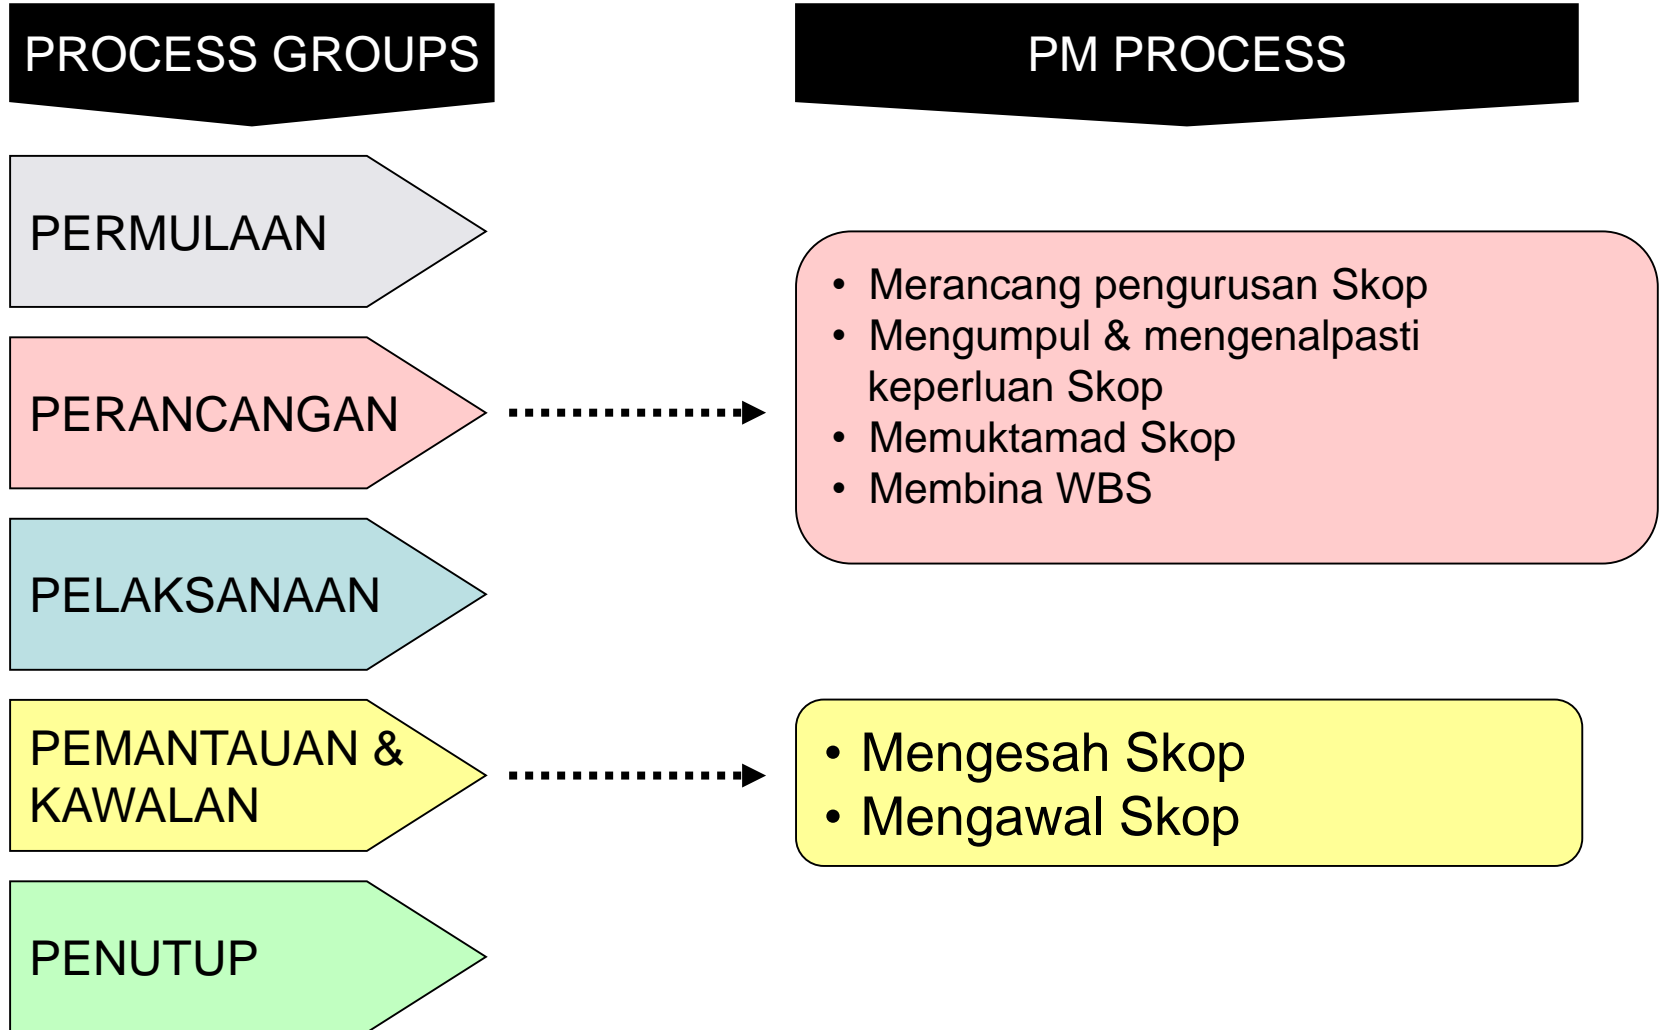 PROCESS GROUPS
PM PROCESS
PERMULAAN
PERANCANGAN
• Merancang pengurusan Skop
• Mengumpul & mengenalpasti
keperluan Skop
• Memuktamad Skop
• Membina WBS
PELAKSANAAN
PEMANTAUAN &
KAWALAN
• Mengesah Skop
• Mengawal Skop
PENUTUP